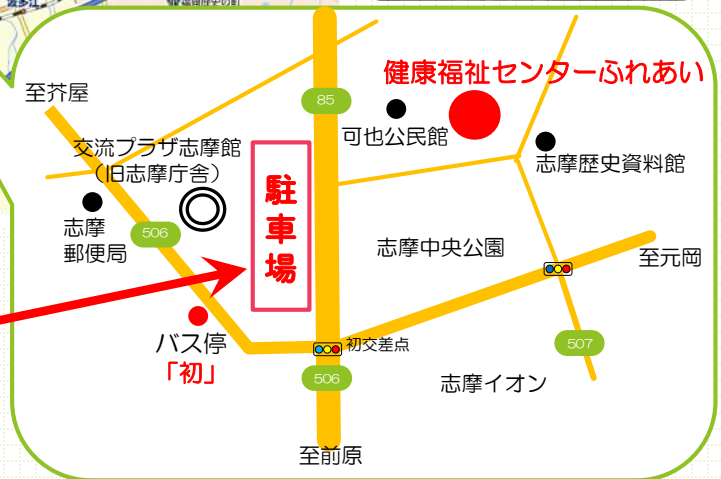 波多江
至芥屋
85
健康福祉センターふれあい
可也公民館
交流プラザ志摩館
（旧志摩庁舎）
駐車場
志摩歴史資料館
志摩
郵便局
506
志摩中央公園
至元岡
バス停
「初」
初交差点
507
506
志摩イオン
至前原